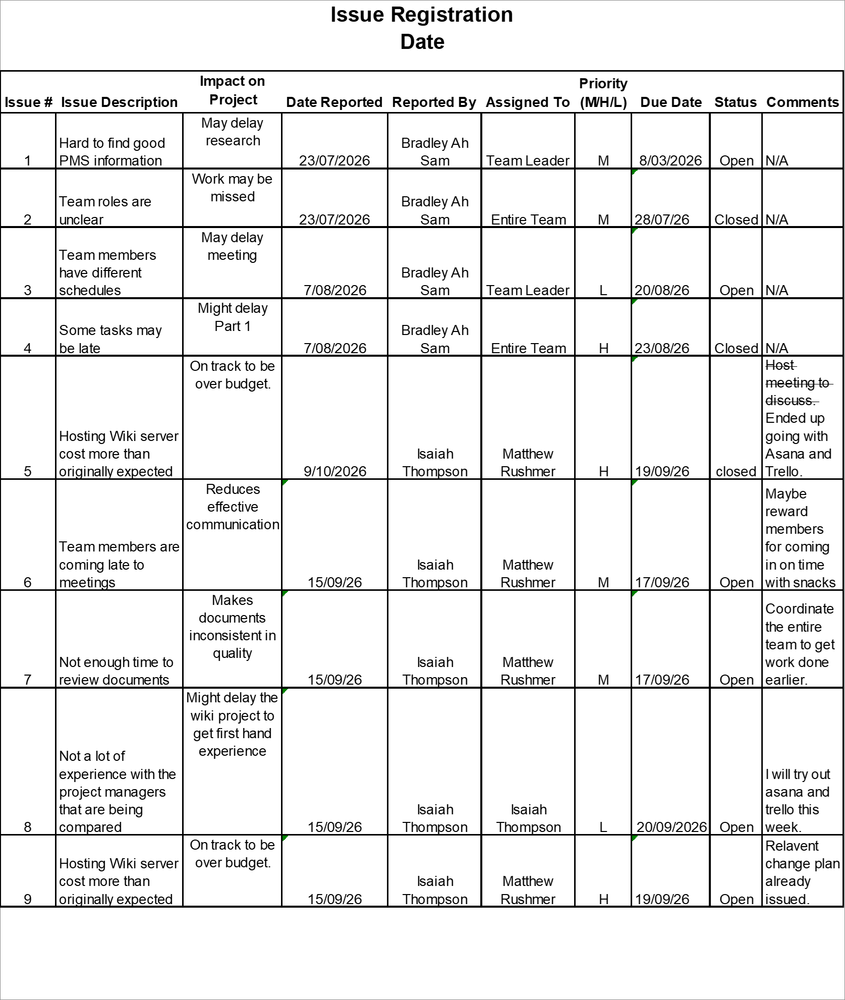 Issue Registration
Date
Issue #
Issue Description
Impact on
Project
Date Reported
Reported By
Assigned To
Priority
(M/H/L)
Due Date
Status
Comments
1
Hard to find good
PMS information
May delay
research
23/07/2026
Bradley Ah
Sam
Team Leader
M
8/03/2026
Open
N/A
2
Team roles are
unclear
Work may be
missed
23/07/2026
Bradley Ah
Sam
Entire Team
M
28/07/26
Closed
N/A
3
Team members
have different
schedules
May delay
meeting
7/08/2026
Bradley Ah
Sam
Team Leader
L
20/08/26
Open
N/A
4
Some tasks may
be late
Might delay
Part 1
7/08/2026
Bradley Ah
Sam
Entire Team
H
23/08/26
Closed
N/A
5
Hosting Wiki server
cost more than
originally expected
On track to be
over budget.
9/10/2026
Isaiah
Thompson
Matthew
Rushmer
H
19/09/26
closed
Host
meeting to
discuss.
Ended up
going with
Asana and
Trello.
6
Team members are
coming late to
meetings
Reduces
effective
communication
15/09/26
Isaiah
Thompson
Matthew
Rushmer
M
17/09/26
Open
Maybe
reward
members
for coming
in on time
with snacks
7
Not enough time to
review documents
Makes
documents
inconsistent in
quality
15/09/26
Isaiah
Thompson
Matthew
Rushmer
M
17/09/26
Open
Coordinate
the entire
team to get
work done
earlier.
8
Not a lot of
experience with the
project managers
that are being
compared
Might delay the
wiki project to
get first hand
experience
15/09/26
Isaiah
Thompson
Isaiah
Thompson
L
20/09/2026
Open
I will try out
asana and
trello this
week.
9
Hosting Wiki server
cost more than
originally expected
On track to be
over budget.
15/09/26
Isaiah
Thompson
Matthew
Rushmer
H
19/09/26
Open
Relavent
change plan
already
issued.